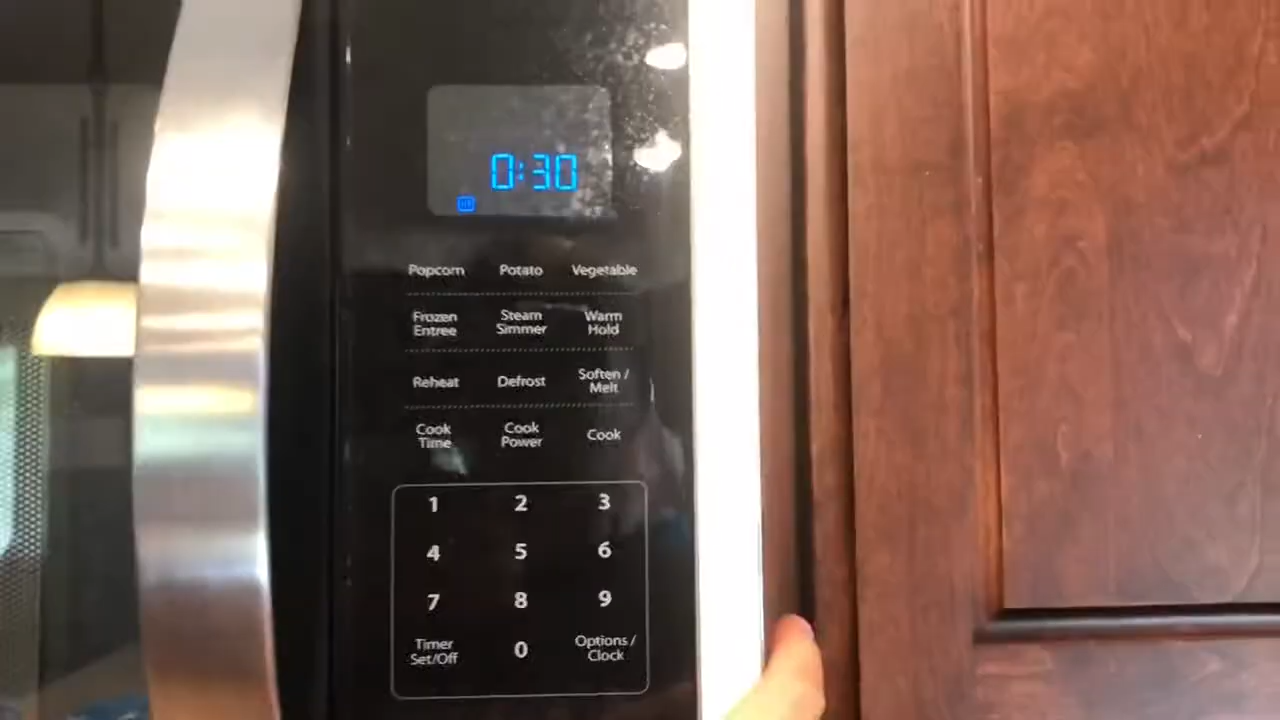 0:30
Popcorn Potato Vegetable
Frozen Entree Steam Simmer Warm Hold
Reheat Defrost Soften / Melt
Cook Time Cook Power Cook
1 2 3
4 5 6
7 8 9
Timer Set/Off 0 Options / Clock